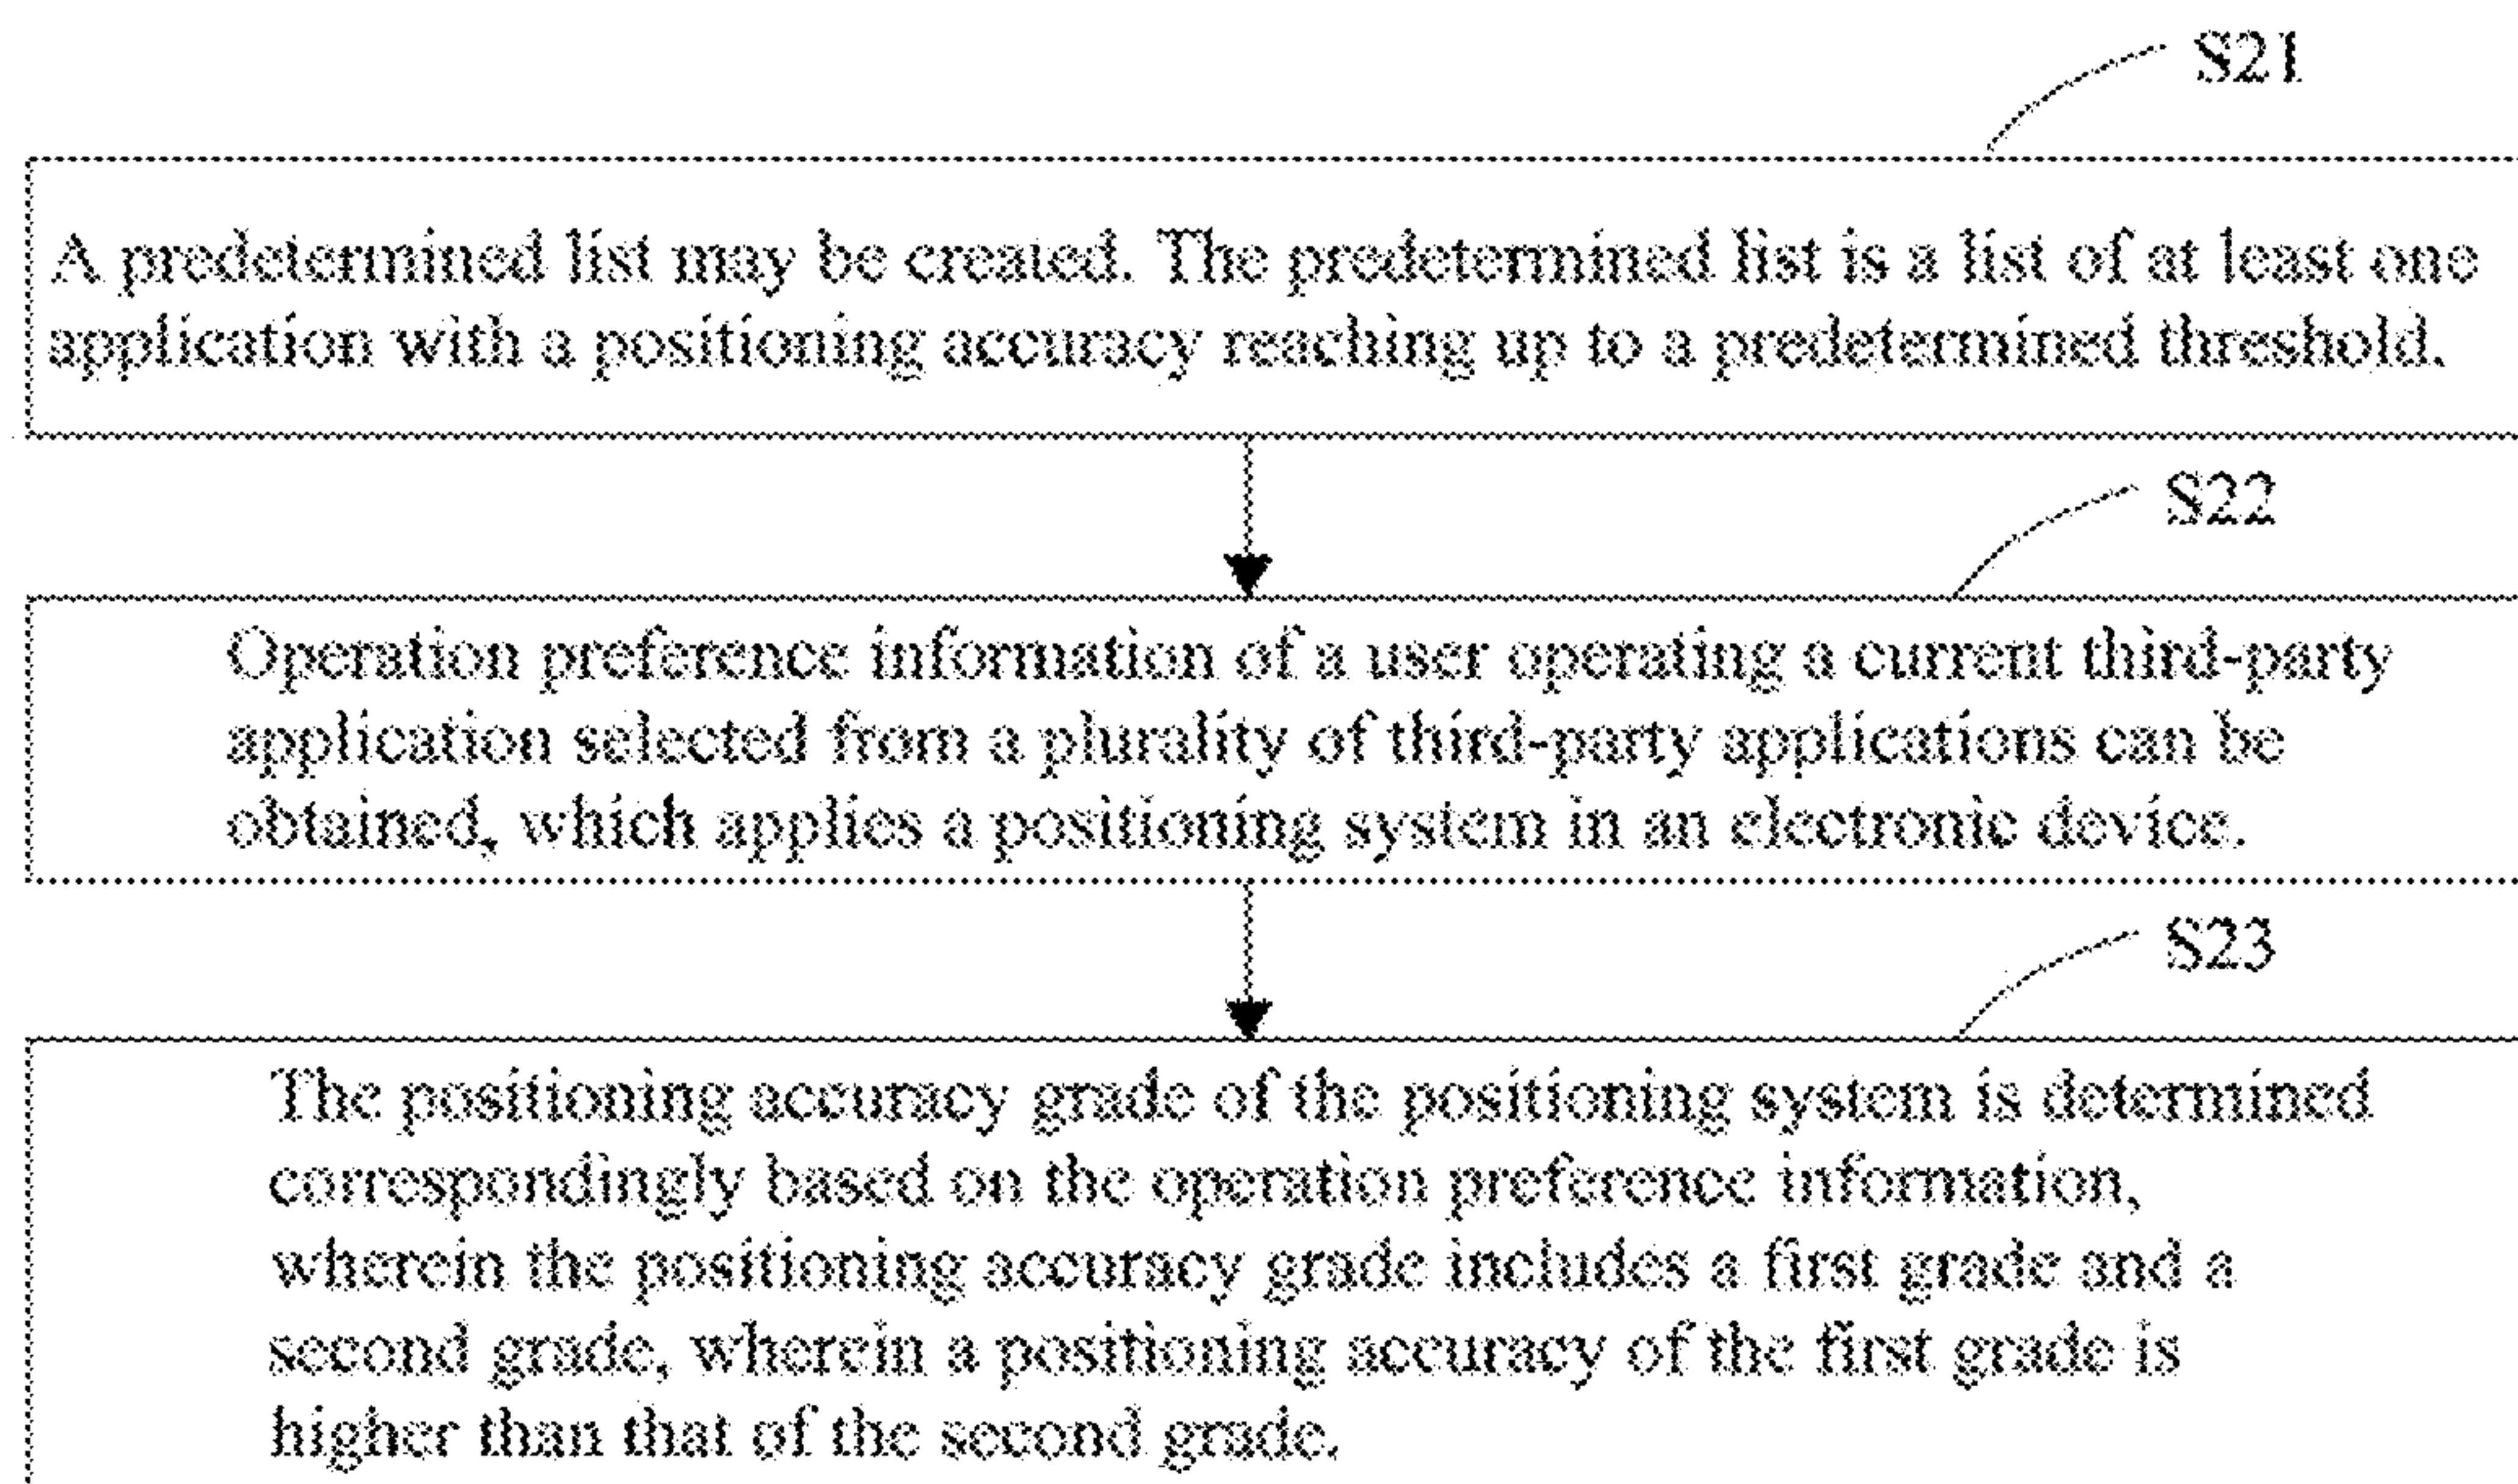 S21
A predetermined list may be created. The predetermined list is a list of at least one
application with a positioning accuracy reaching up to a predetermined threshold.
S22
Operation preference information of a user operating a current third-party
application selected from a plurality of third-party applications can be
obtained, which applies a positioning system in an electronic device.
S23
The positioning accuracy grade of the positioning system is determined
correspondingly based on the operation preference information,
wherein the positioning accuracy grade includes a first grade and a
second grade, wherein a positioning accuracy of the first grade is
higher than that of the second grade.